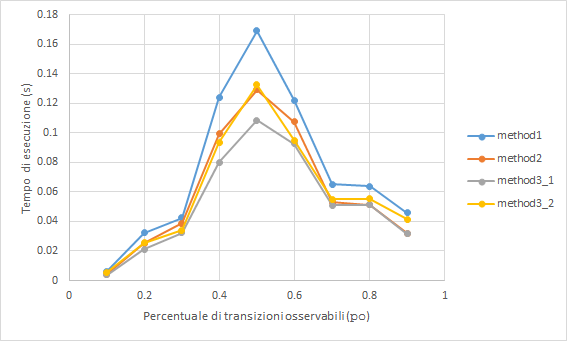 0.18
0.16
0.14
0.12
0.1
0.08
0.06
0.04
0.02
0
Tempo di esecuzione (s)
0 0.2 0.4 0.6 0.8 1
Percentuale di transizioni osservabili (po)
method1
method2
method3_1
method3_2